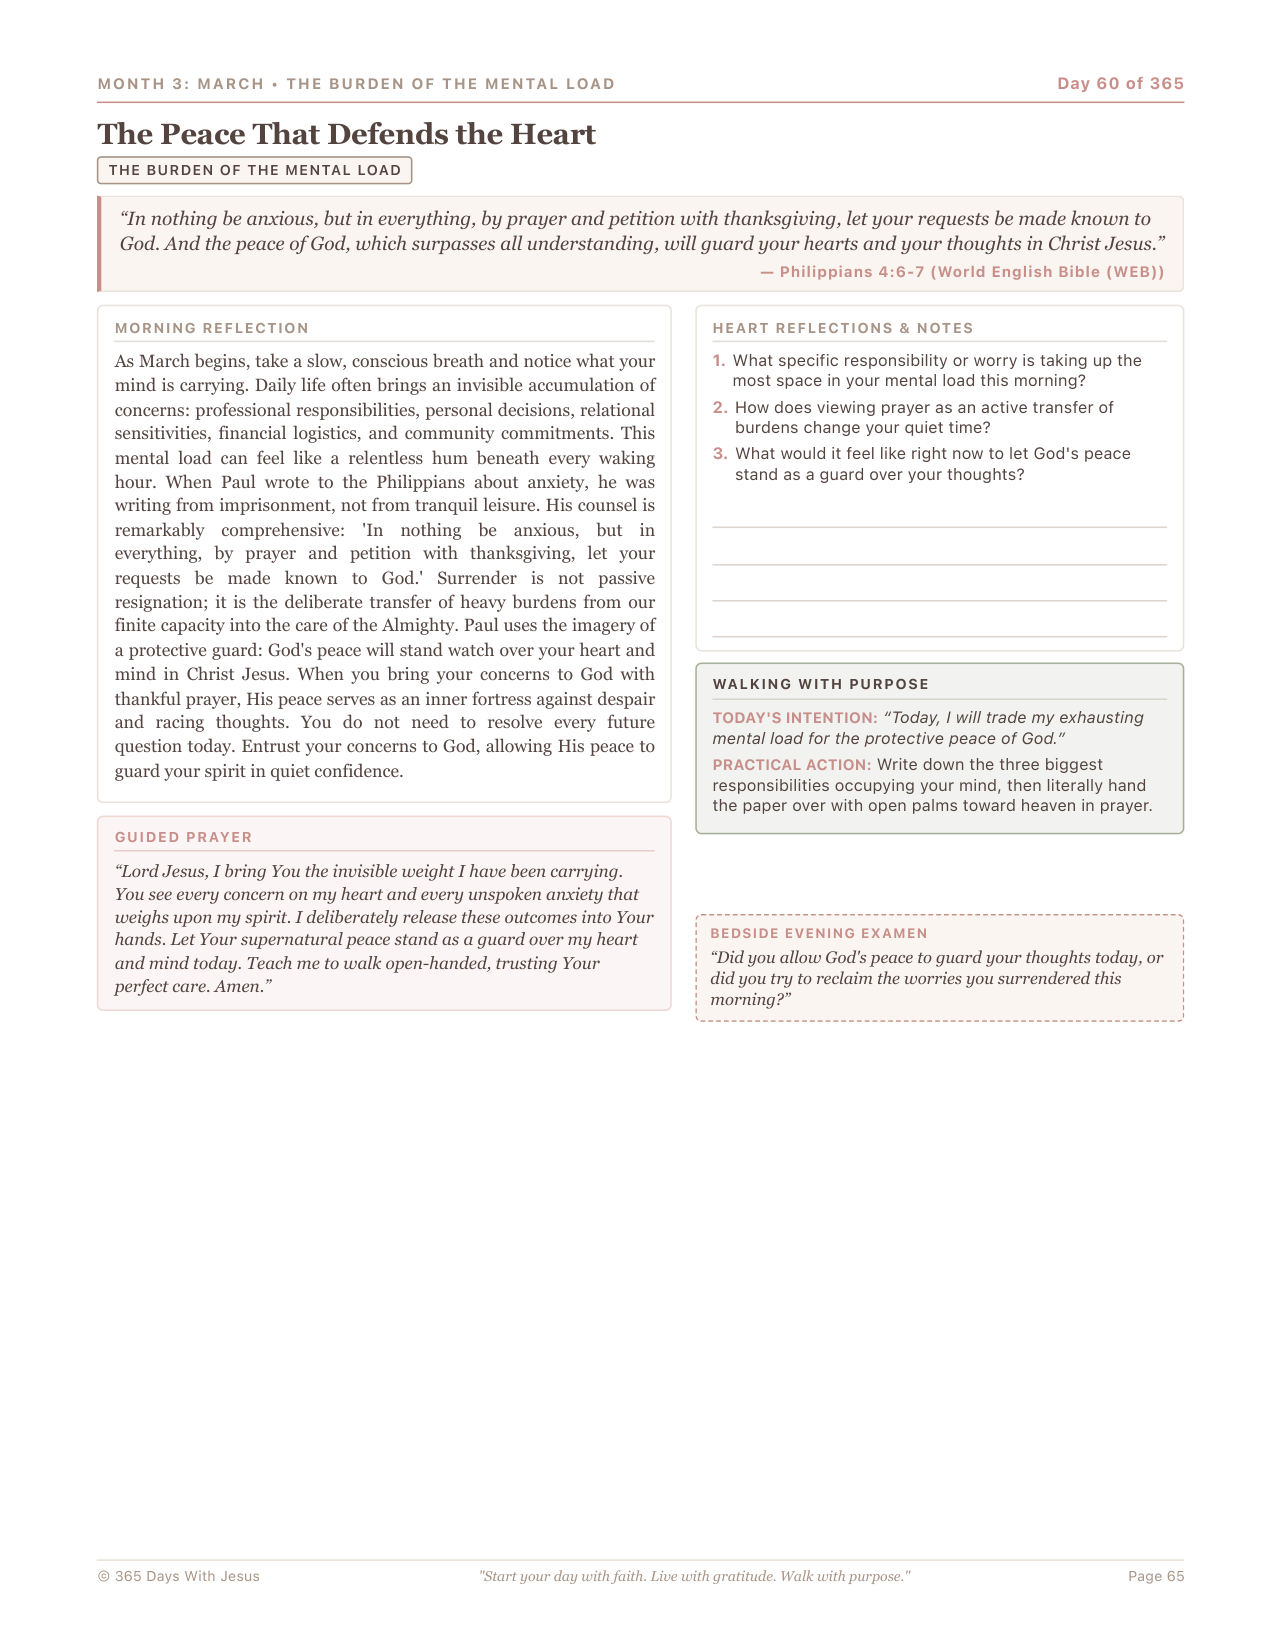 MONTH 3: MARCH • THE BURDEN OF THE MENTAL LOAD
Day 60 of 365
The Peace That Defends the Heart
THE BURDEN OF THE MENTAL LOAD
“In nothing be anxious, but in everything, by prayer and petition with thanksgiving, let your requests be made known to
God. And the peace of God, which surpasses all understanding, will guard your hearts and your thoughts in Christ Jesus.”
— Philippians 4:6-7 (World English Bible (WEB))
MORNING REFLECTION
As March begins, take a slow, conscious breath and notice what your
mind is carrying. Daily life often brings an invisible accumulation of
concerns: professional responsibilities, personal decisions, relational
sensitivities, financial logistics, and community commitments. This
mental load can feel like a relentless hum beneath every waking
hour. When Paul wrote to the Philippians about anxiety, he was
writing from imprisonment, not from tranquil leisure. His counsel is
remarkably comprehensive: 'In nothing be anxious, but in
everything, by prayer and petition with thanksgiving, let your
requests be made known to God.' Surrender is not passive
resignation; it is the deliberate transfer of heavy burdens from our
finite capacity into the care of the Almighty. Paul uses the imagery of
a protective guard: God's peace will stand watch over your heart and
mind in Christ Jesus. When you bring your concerns to God with
thankful prayer, His peace serves as an inner fortress against despair
and racing thoughts. You do not need to resolve every future
question today. Entrust your concerns to God, allowing His peace to
guard your spirit in quiet confidence.
GUIDED PRAYER
“Lord Jesus, I bring You the invisible weight I have been carrying.
You see every concern on my heart and every unspoken anxiety that
weighs upon my spirit. I deliberately release these outcomes into Your
hands. Let Your supernatural peace stand as a guard over my heart
and mind today. Teach me to walk open-handed, trusting Your
perfect care. Amen.”
HEART REFLECTIONS & NOTES
1. What specific responsibility or worry is taking up the
most space in your mental load this morning?
2. How does viewing prayer as an active transfer of
burdens change your quiet time?
3. What would it feel like right now to let God's peace
stand as a guard over your thoughts?
WALKING WITH PURPOSE
TODAY'S INTENTION: “Today, I will trade my exhausting
mental load for the protective peace of God.”
PRACTICAL ACTION: Write down the three biggest
responsibilities occupying your mind, then literally hand
the paper over with open palms toward heaven in prayer.
BEDSIDE EVENING EXAMEN
“Did you allow God's peace to guard your thoughts today, or
did you try to reclaim the worries you surrendered this
morning?”
© 365 Days With Jesus
"Start your day with faith. Live with gratitude. Walk with purpose."
Page 65